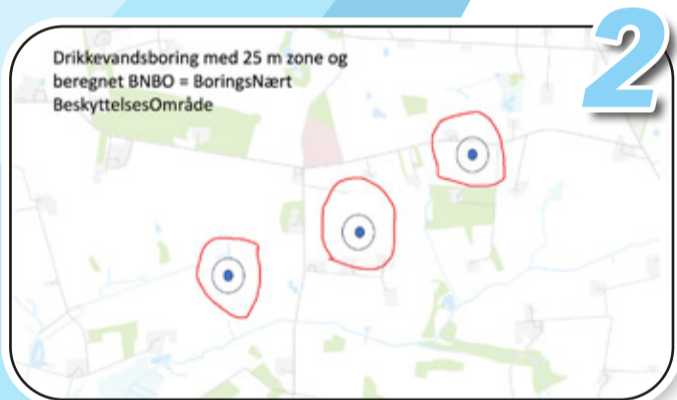 2
Drikkevandsboring med 25 m zone og
beregnet BNBO = BoringsNært
BeskyttelsesOmråde